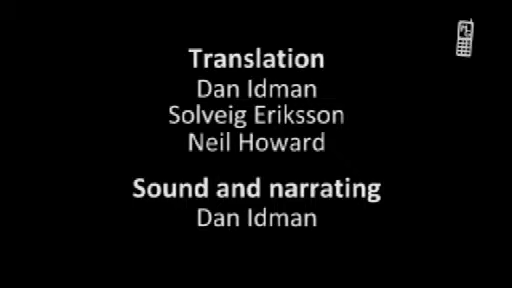 Translation
Dan Idman
Solveig Eriksson
Neil Howard
Sound and narrating
Dan Idman